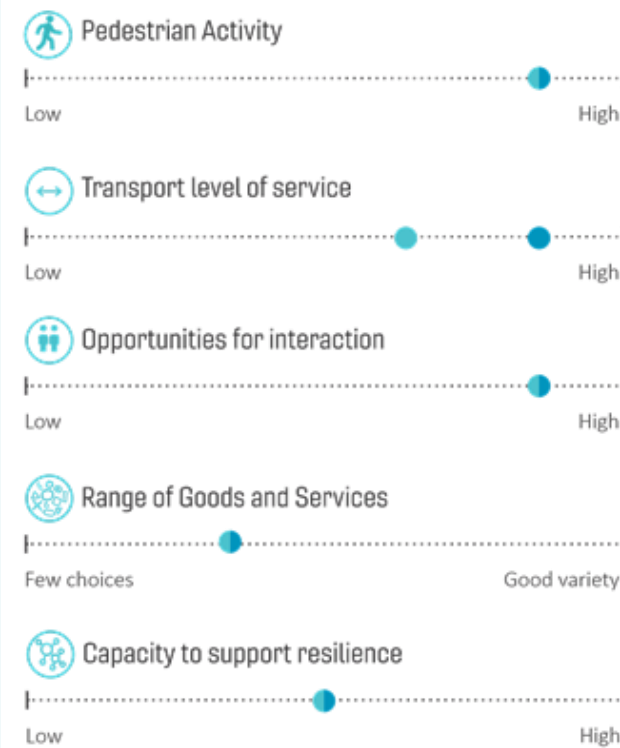 Pedestrian Activity
Low High
Transport level of service
Low High
Opportunities for interaction
Low High
Range of Goods and Services
Few choices Good variety
Capacity to support resilience
Low High